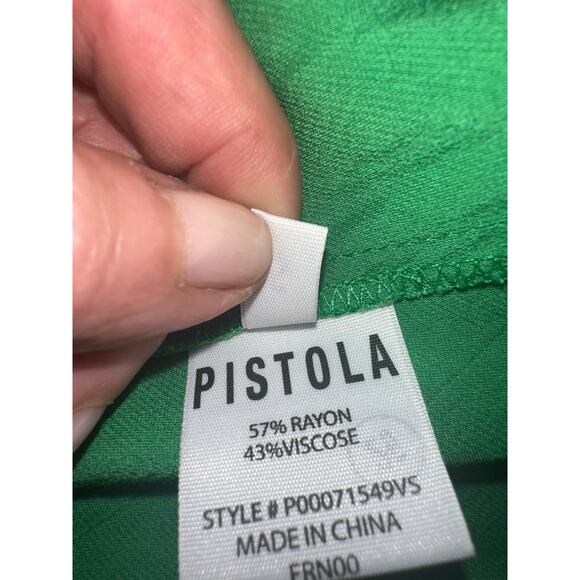 PISTOLA
57% RAYON
43%VISCOSE
STYLE # P00071549VS
MADE IN CHINA